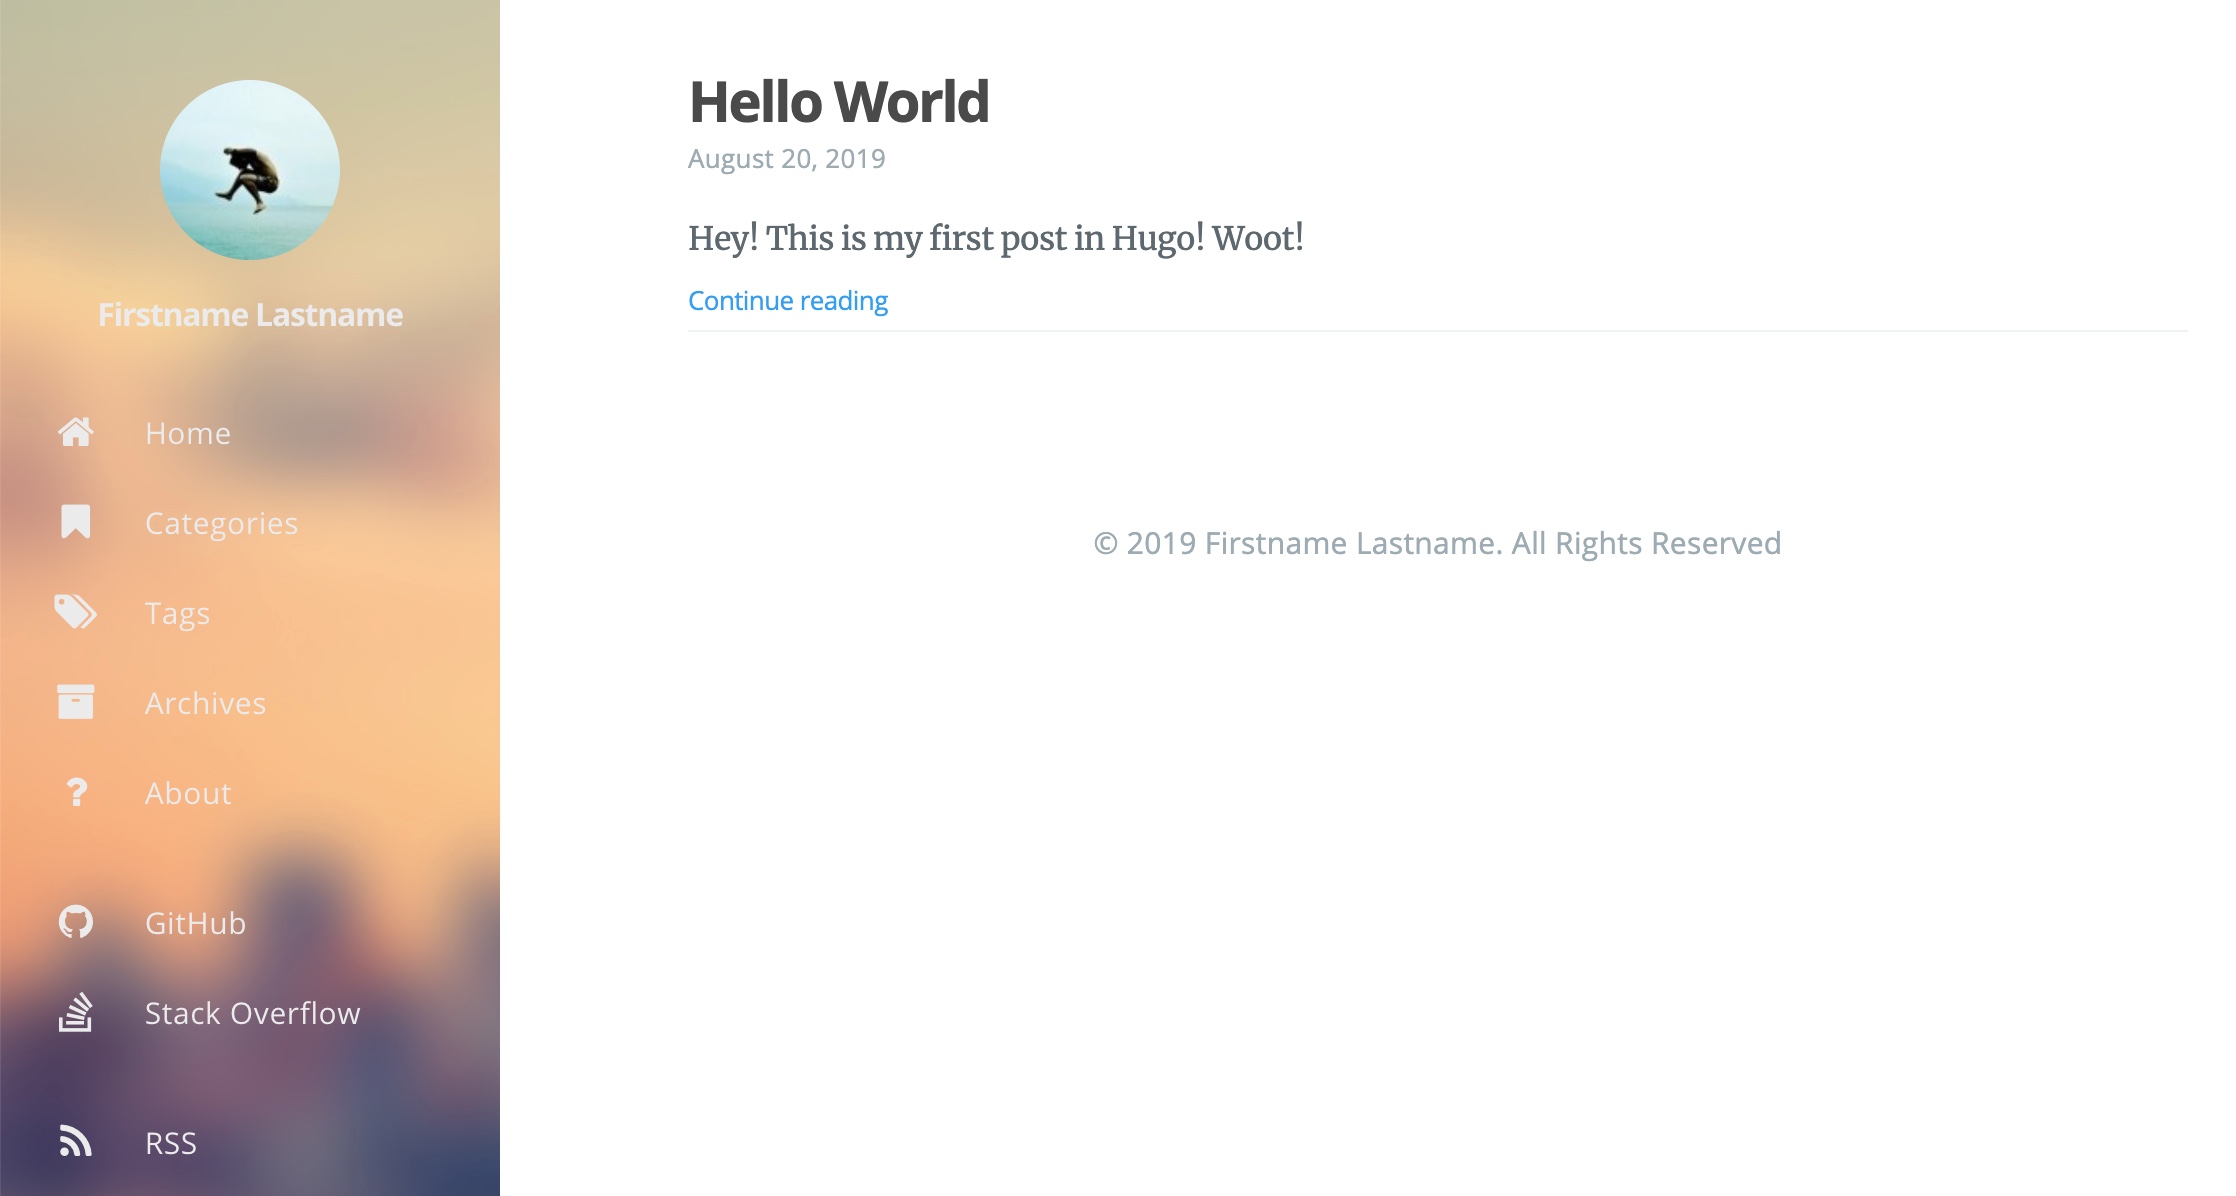 Firstname Lastname
Home
Categories
Tags
Archives
About
GitHub
Stack Overflow
RSS
Hello World
August 20, 2019
Hey! This is my first post in Hugo! Woot!
Continue reading
© 2019 Firstname Lastname. All Rights Reserved